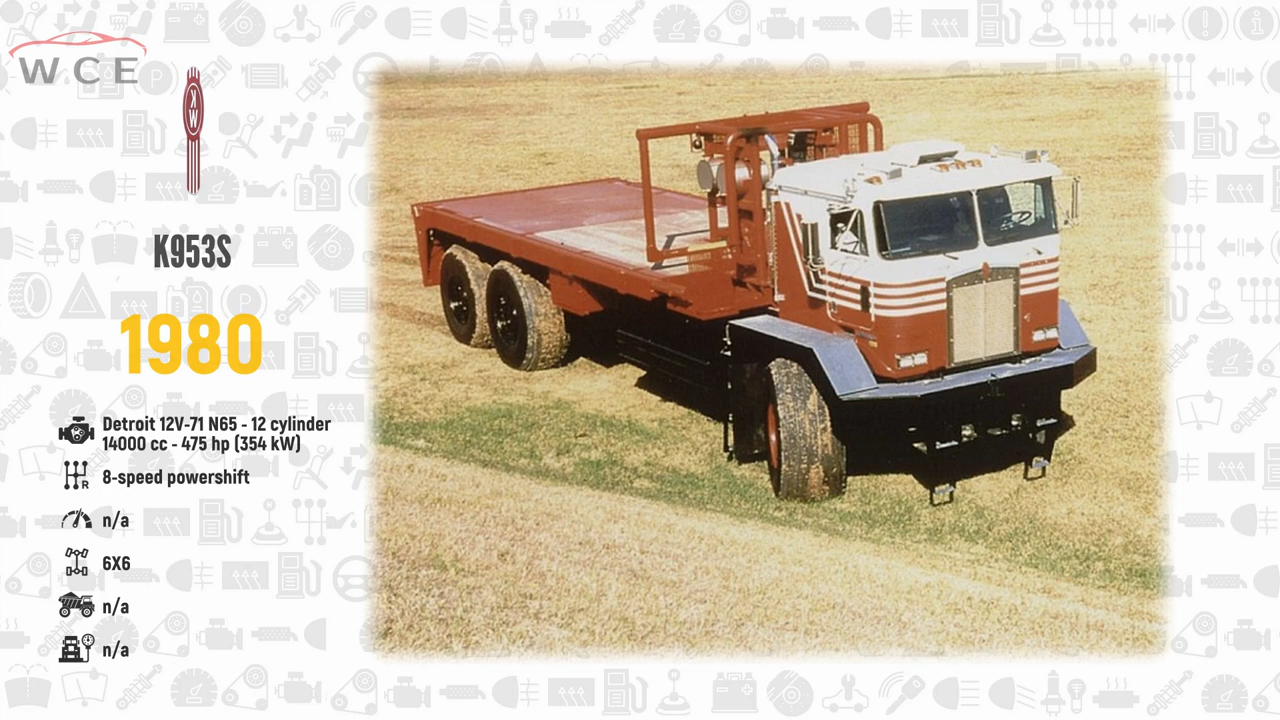 WCE
KW
K953S
1980
Detroit 12V-71 N65 - 12 cylinder
14000 cc - 475 hp (354 kW)
R
8-speed powershift
n/a
6X6
n/a
n/a